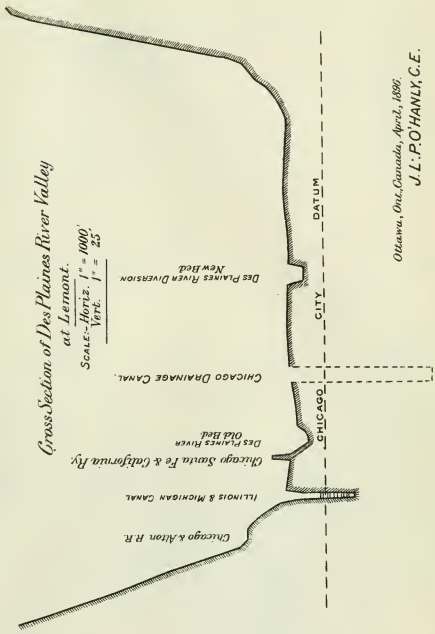 Cross Section of Des Plaines River Valley
at Lemont.
SCALE:- Horiz. 1" = 1000'
Vert. 1" = 25'
Chicago & Alton R.R.
ILLINOIS & MICHIGAN CANAL
Chicago Santa Fe & California Ry.
DES PLAINES RIVER
Old Bed
CHICAGO DRAINAGE CANAL.
DES PLAINES RIVER DIVERSION.
New Bed.
CHICAGO CITY DATUM
Ottawa, Ont., Canada, April, 1896.
J. L. P. O'HANLY, C.E.